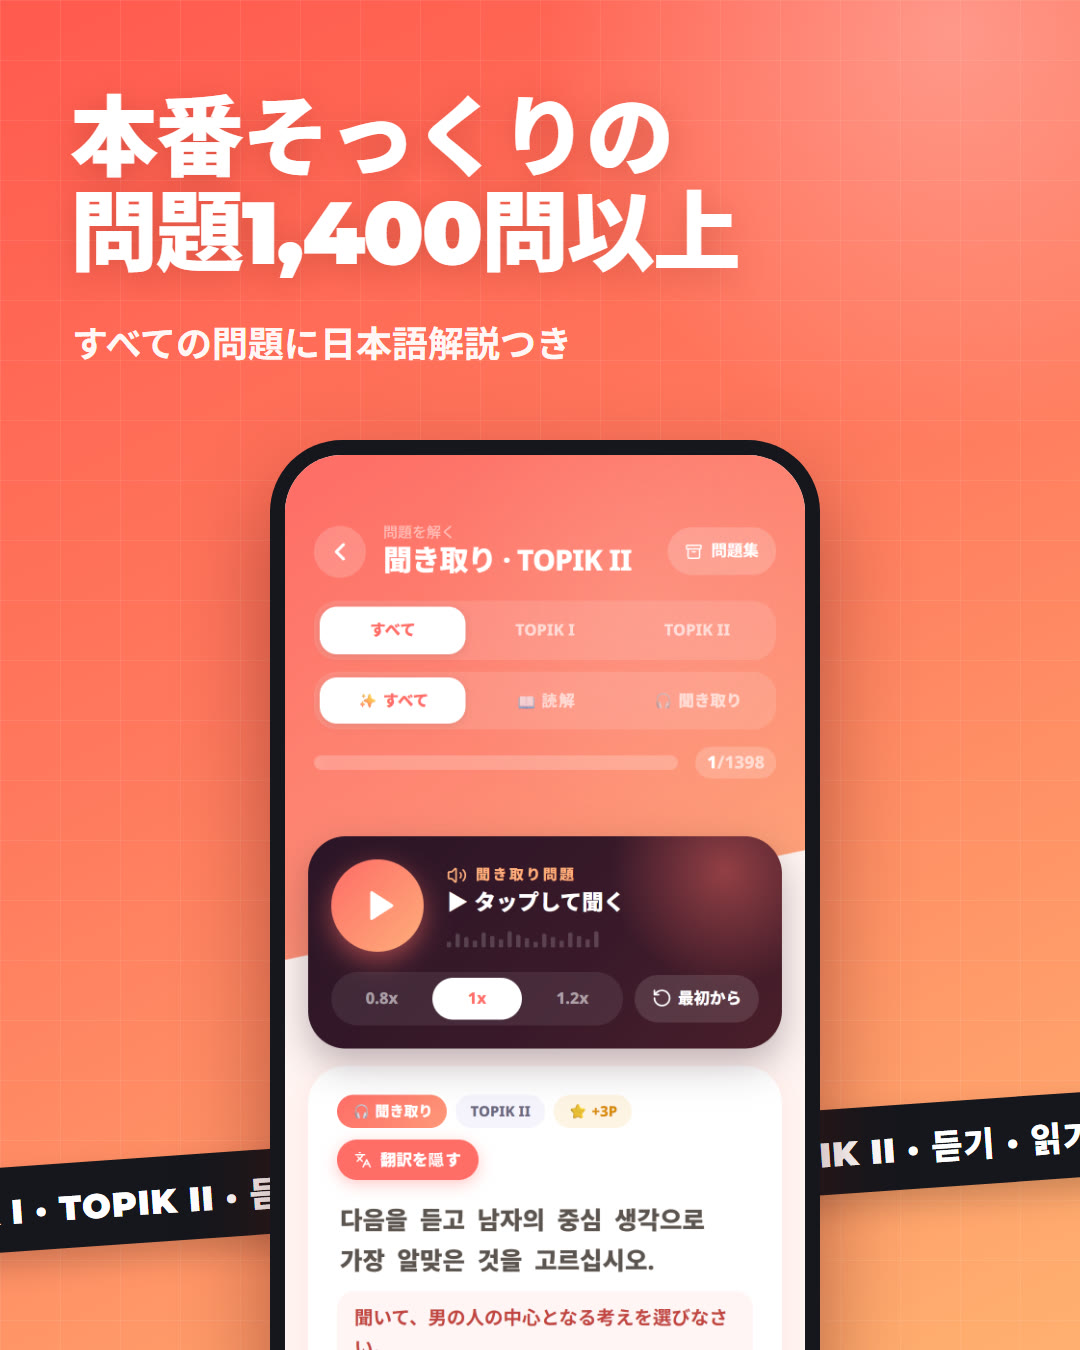 本番そっくりの
問題1,400問以上
すべての問題に日本語解説つき
問題を解く
聞き取り · TOPIK II
問題集
すべて TOPIK I TOPIK II
すべて 読解 聞き取り
1/1398
聞き取り問題
▶ タップして聞く
0.8x 1x 1.2x 最初から
聞き取り TOPIK II +3P
翻訳を隠す
다음을 듣고 남자의 중심 생각으로
가장 알맞은 것을 고르십시오.
聞いて、男の人の中心となる考えを選びなさ
い。
I • TOPIK II •
IK II • 듣기 • 읽기